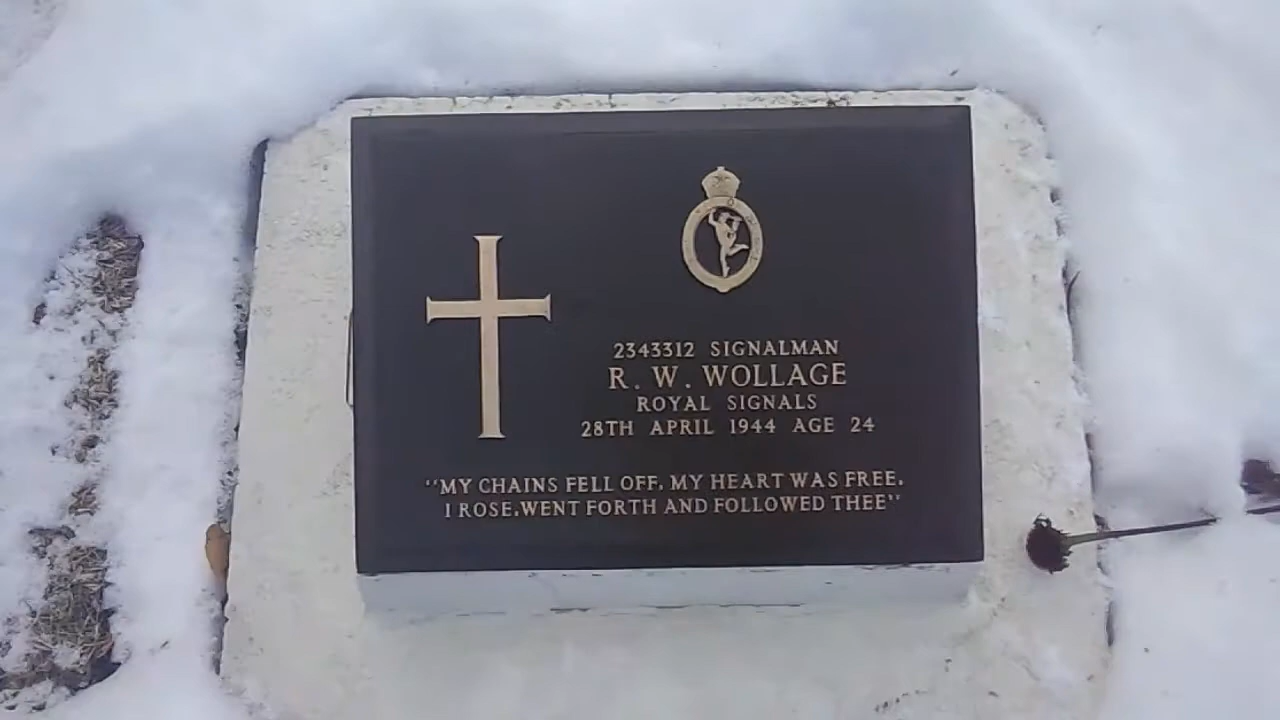 2343312 SIGNALMAN
R. W. WOLLAGE
ROYAL SIGNALS
28TH APRIL 1944 AGE 24
"MY CHAINS FELL OFF, MY HEART WAS FREE.
I ROSE, WENT FORTH AND FOLLOWED THEE"